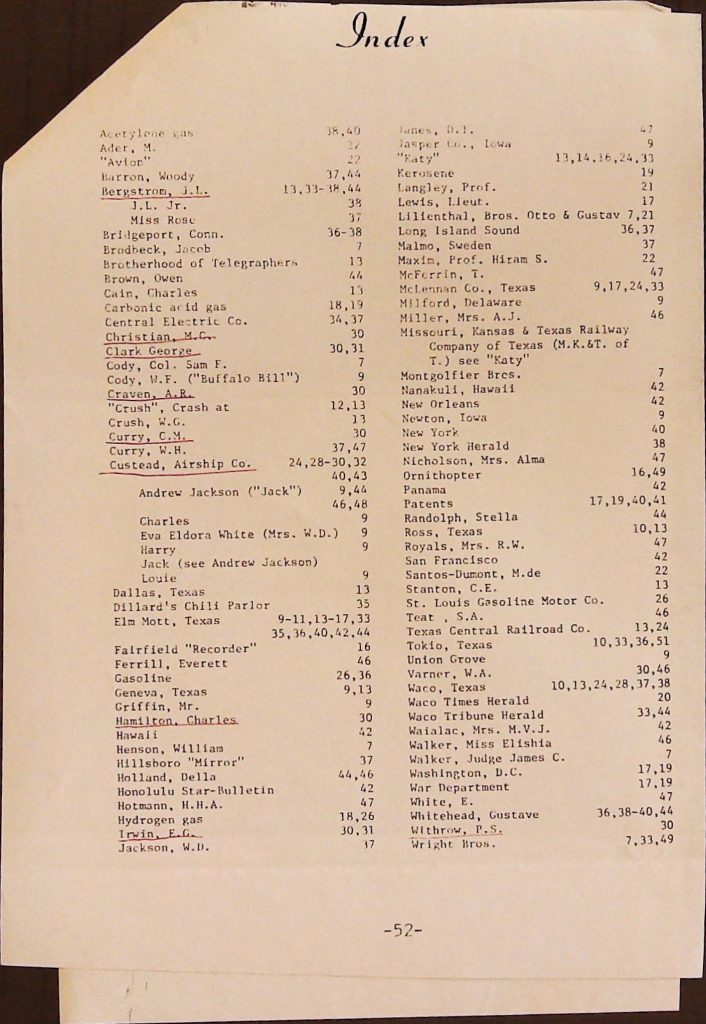 Index
Acetylene gas 38,40
Ader, M. 22
"Avion" 22
Barron, Woody 37,44
Bergstrom, J.L. 13,33-38,44
J.L. Jr. 38
Miss Rose 37
Bridgeport, Conn. 36-38
Brodbeck, Jacob 7
Brotherhood of Telegraphers 13
Brown, Owen 44
Cain, Charles 13
Carbonic acid gas 18,19
Central Electric Co. 34,37
Christian, M.C. 30
Clark George 30,31
Cody, Col. Sam F. 7
Cody, W.F. ("Buffalo Bill") 9
Craven, A.R. 30
"Crush", Crash at 12,13
Crush, W.G. 13
Curry, C.M. 30
Curry, W.H. 37,47
Custead, Airship Co. 24,28-30,32
40,43
Andrew Jackson ("Jack") 9,44
46,48
Charles 9
Eva Eldora White (Mrs. W.D.) 9
Harry 9
Jack (see Andrew Jackson)
Louie 9
Dallas, Texas 13
Dillard's Chili Parlor 35
Elm Mott, Texas 9-11,13-17,33
35,36,40,42,44
Fairfield "Recorder" 16
Ferrill, Everett 46
Gasoline 26,36
Geneva, Texas 9,13
Griffin, Mr. 9
Hamilton, Charles 30
Hawaii 42
Henson, William 7
Hillsboro "Mirror" 37
Holland, Della 44,46
Honolulu Star-Bulletin 42
Hotmann, H.H.A. 47
Hydrogen gas 18,26
Irwin, E.G. 30,31
Jackson, W.D. 37
Janes, D.I. 47
Jasper Co., Iowa 9
"Katy" 13,14,16,24,33
Kerosene 19
Langley, Prof. 21
Lewis, Lieut. 17
Lilienthal, Bros. Otto & Gustav 7,21
Long Island Sound 36,37
Malmo, Sweden 37
Maxim, Prof. Hiram S. 22
McFerrin, T. 47
McLennan Co., Texas 9,17,24,33
Milford, Delaware 9
Miller, Mrs. A.J. 46
Missouri, Kansas & Texas Railway
Company of Texas (M.K.&T. of
T.) see "Katy"
Montgolfier Bros. 7
Nanakuli, Hawaii 42
New Orleans 42
Newton, Iowa 9
New York 40
New York Herald 38
Nicholson, Mrs. Alma 47
Ornithopter 16,49
Panama 42
Patents 17,19,40,41
Randolph, Stella 44
Ross, Texas 10,13
Royals, Mrs. R.W. 47
San Francisco 42
Santos-Dumont, M.de 22
Stanton, C.E. 13
St. Louis Gasoline Motor Co. 26
Teat , S.A. 46
Texas Central Railroad Co. 13,24
Tokio, Texas 10,33,36,51
Union Grove 9
Varner, W.A. 30,46
Waco, Texas 10,13,24,28,37,38
Waco Times Herald 20
Waco Tribune Herald 33,44
Waialac, Mrs. M.V.J. 42
Walker, Miss Elishia 46
Walker, Judge James C. 7
Washington, D.C. 17,19
War Department 17,19
White, E. 47
Whitehead, Gustave 36,38-40,44
Withrow, P.S. 30
Wright Bros. 7,33,49
-52-